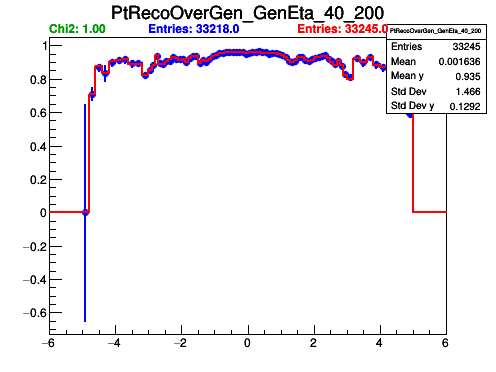 PtRecoOverGen_GenEta_40_200
Chi2: 1.00 Entries: 33218.0 Entries: 33245.0
PtRecoOverGen_GenEta_40_200
Entries 33245
Mean 0.001636
Mean y 0.935
Std Dev 1.466
Std Dev y 0.1292
1
0.8
0.6
0.4
0.2
0
−0.2
−0.4
−0.6
−6 −4 −2 0 2 4 6